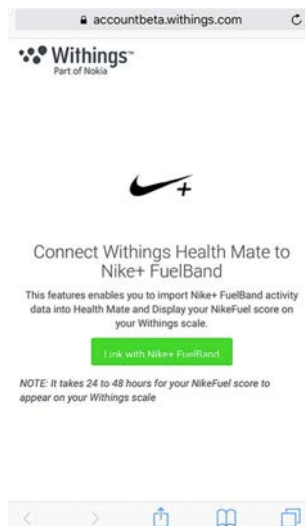 accountbeta.withings.com
Withings™
Part of Nokia
+
Connect Withings Health Mate to
Nike+ FuelBand
This features enables you to import Nike+ FuelBand activity
data into Health Mate and Display your NikeFuel score on
your Withings scale.
Link with Nike+ FuelBand
NOTE: It takes 24 to 48 hours for your NikeFuel score to
appear on your Withings scale